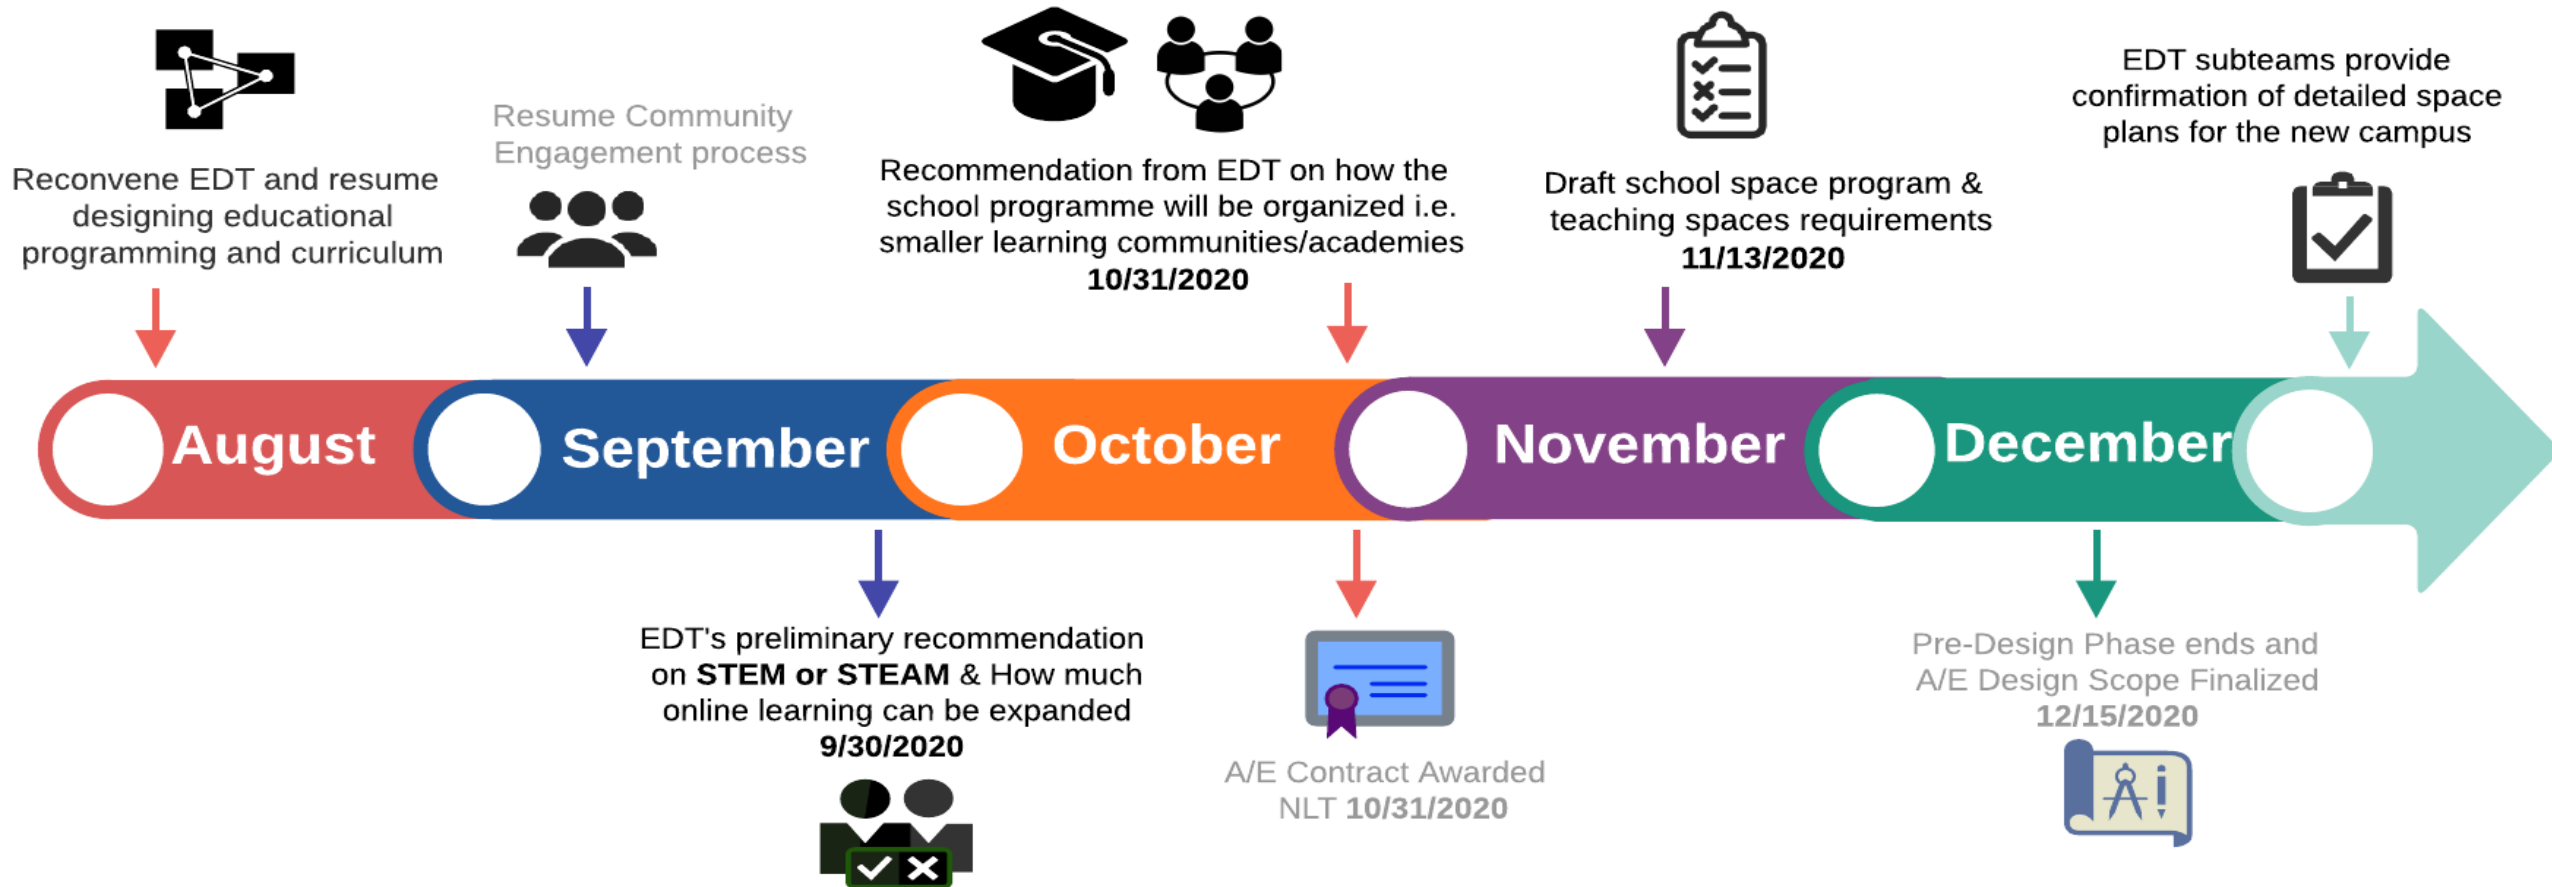 Reconvene EDT and resume
designing educational
programming and curriculum
Resume Community
Engagement process
Recommendation from EDT on how the
school programme will be organized i.e.
smaller learning communities/academies
10/31/2020
Draft school space program &
teaching spaces requirements
11/13/2020
EDT subteams provide
confirmation of detailed space
plans for the new campus
August
September
October
November
December
EDT's preliminary recommendation
on STEM or STEAM & How much
online learning can be expanded
9/30/2020
A/E Contract Awarded
NLT 10/31/2020
Pre-Design Phase ends and
A/E Design Scope Finalized
12/15/2020